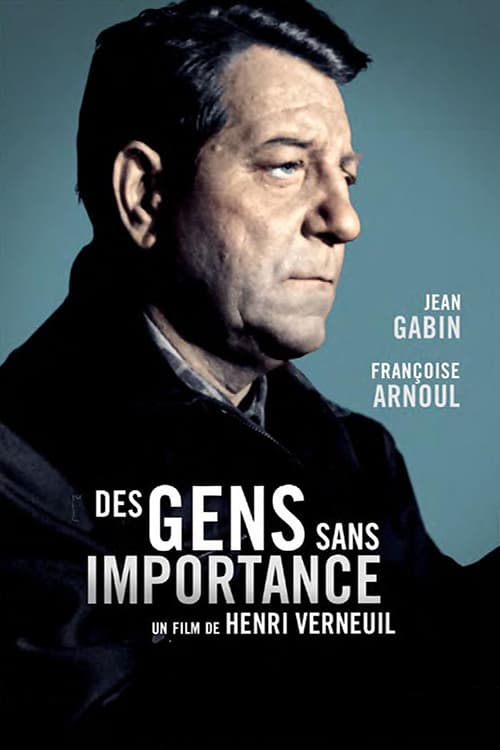 JEAN
GABIN
FRANÇOISE
ARNOUL
DES GENS SANS
IMPORTANCE
UN FILM DE HENRI VERNEUIL